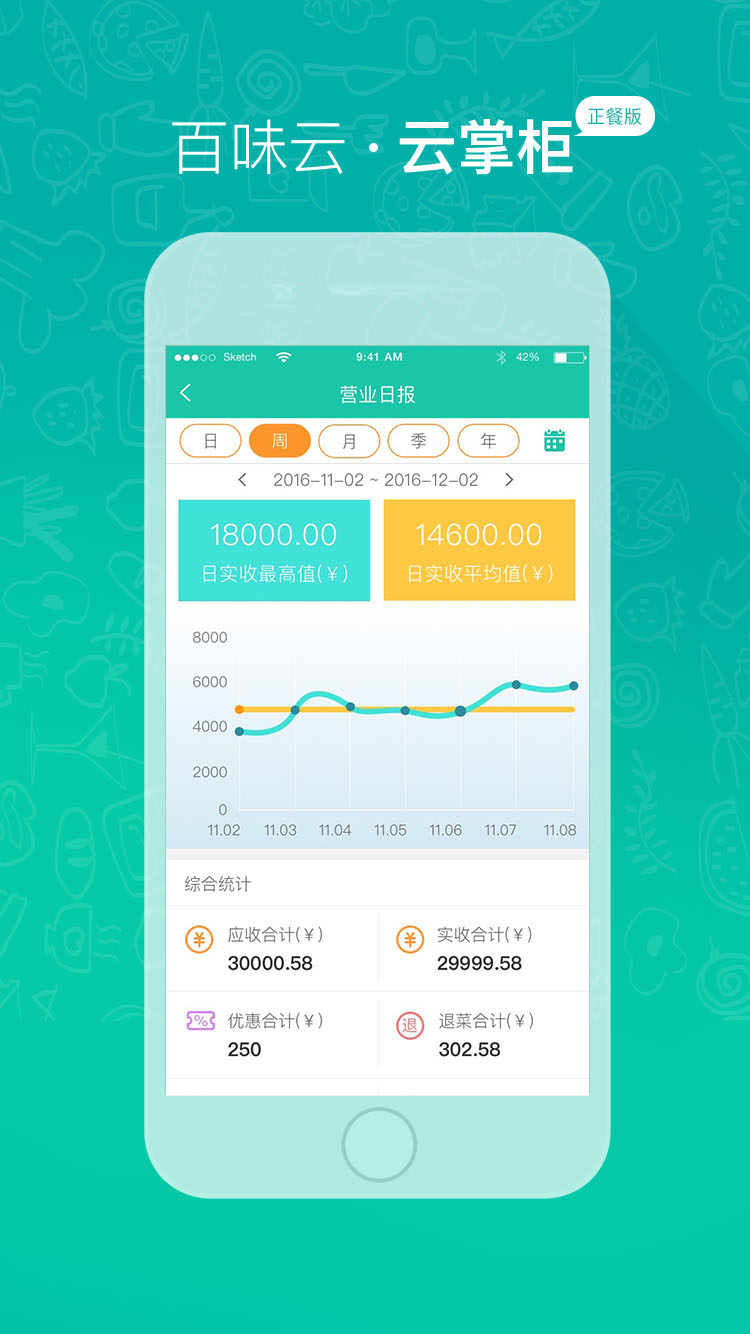 百味云·云掌柜 正餐版
Sketch 9:41 AM 42%
营业日报
日 周 月 季 年
2016-11-02 ~ 2016-12-02
18000.00 14600.00
日实收最高值(¥) 日实收平均值(¥)
8000
6000
4000
2000
0
11.02 11.03 11.04 11.05 11.06 11.07 11.08
综合统计
应收合计(¥) 实收合计(¥)
30000.58 29999.58
优惠合计(¥) 退 退菜合计(¥)
250 302.58